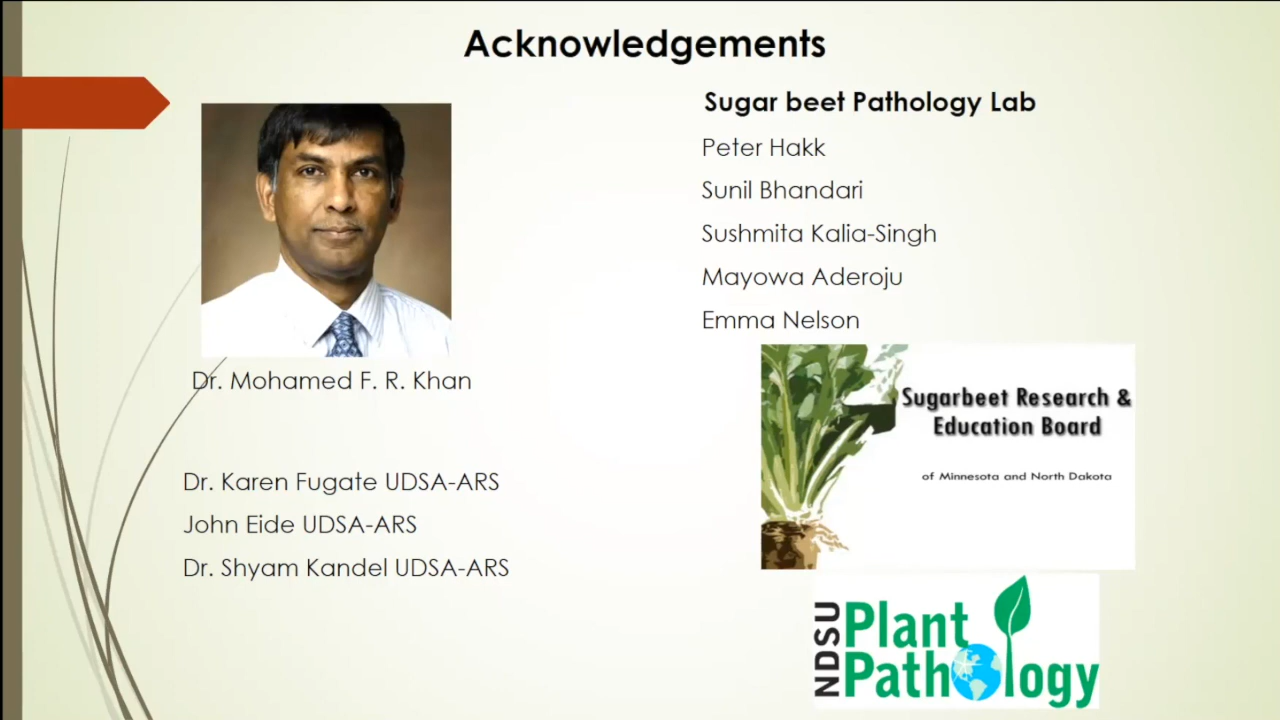 Acknowledgements
Dr. Mohamed F. R. Khan
Dr. Karen Fugate UDSA-ARS
John Eide UDSA-ARS
Dr. Shyam Kandel UDSA-ARS
Sugar beet Pathology Lab
Peter Hakk
Sunil Bhandari
Sushmita Kalia-Singh
Mayowa Aderoju
Emma Nelson
Sugarbeet Research &
Education Board
of Minnesota and North Dakota
NDSU
Plant
Pathology